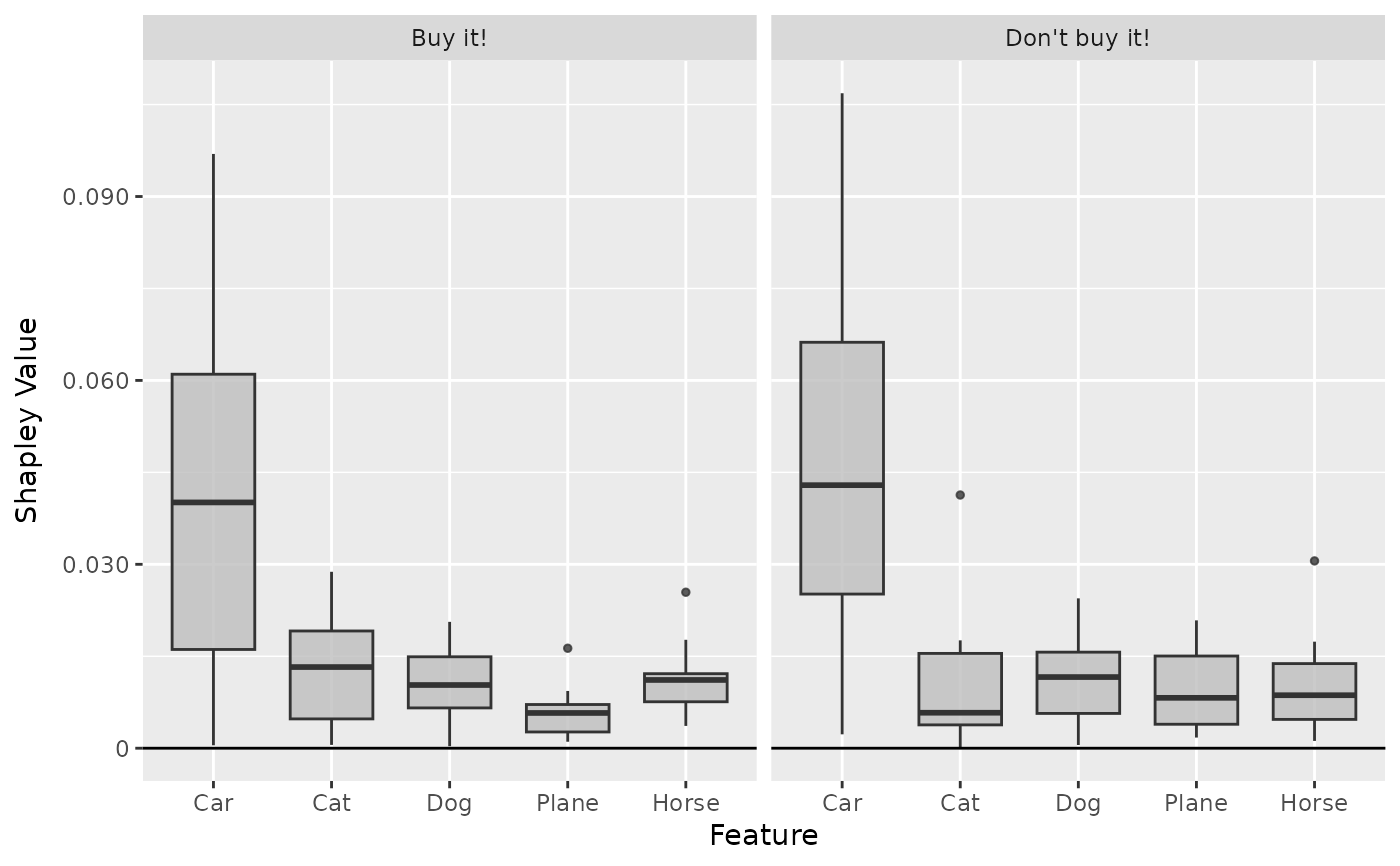 Buy it!
Don't buy it!
Shapley Value
0.090
0.060
0.030
0
Car Cat Dog Plane Horse
Car Cat Dog Plane Horse
Feature